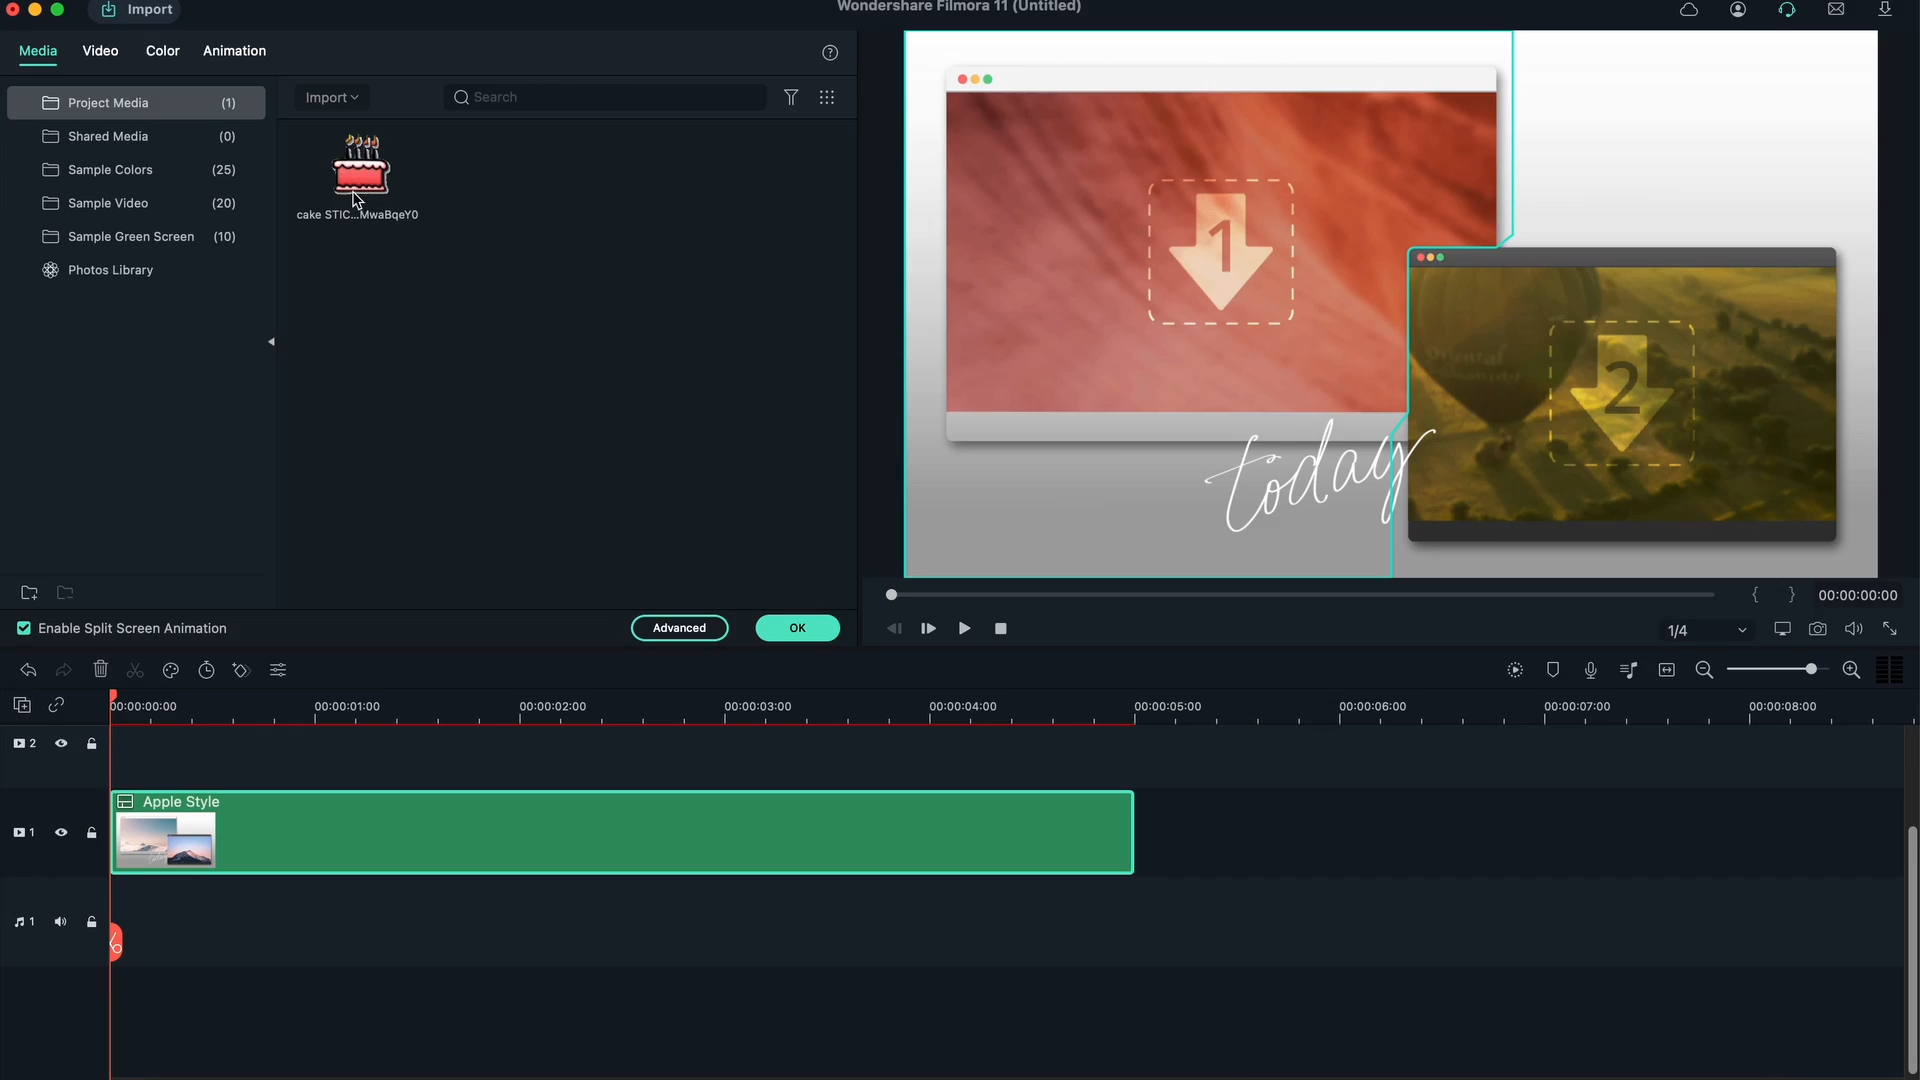 Import
Wondershare Filmora 11 (Untitled)
Media Video Color Animation
Project Media (1)
Shared Media (0)
Sample Colors (25)
Sample Video (20)
Sample Green Screen (10)
Photos Library
Import
Search
cake STIC...MwaBqeY0
Enable Split Screen Animation
Advanced
OK
1
2
today
00:00:00:00
1/4
00:00:00:00 00:00:01:00 00:00:02:00 00:00:03:00 00:00:04:00 00:00:05:00 00:00:06:00 00:00:07:00 00:00:08:00
2
Apple Style
1
1